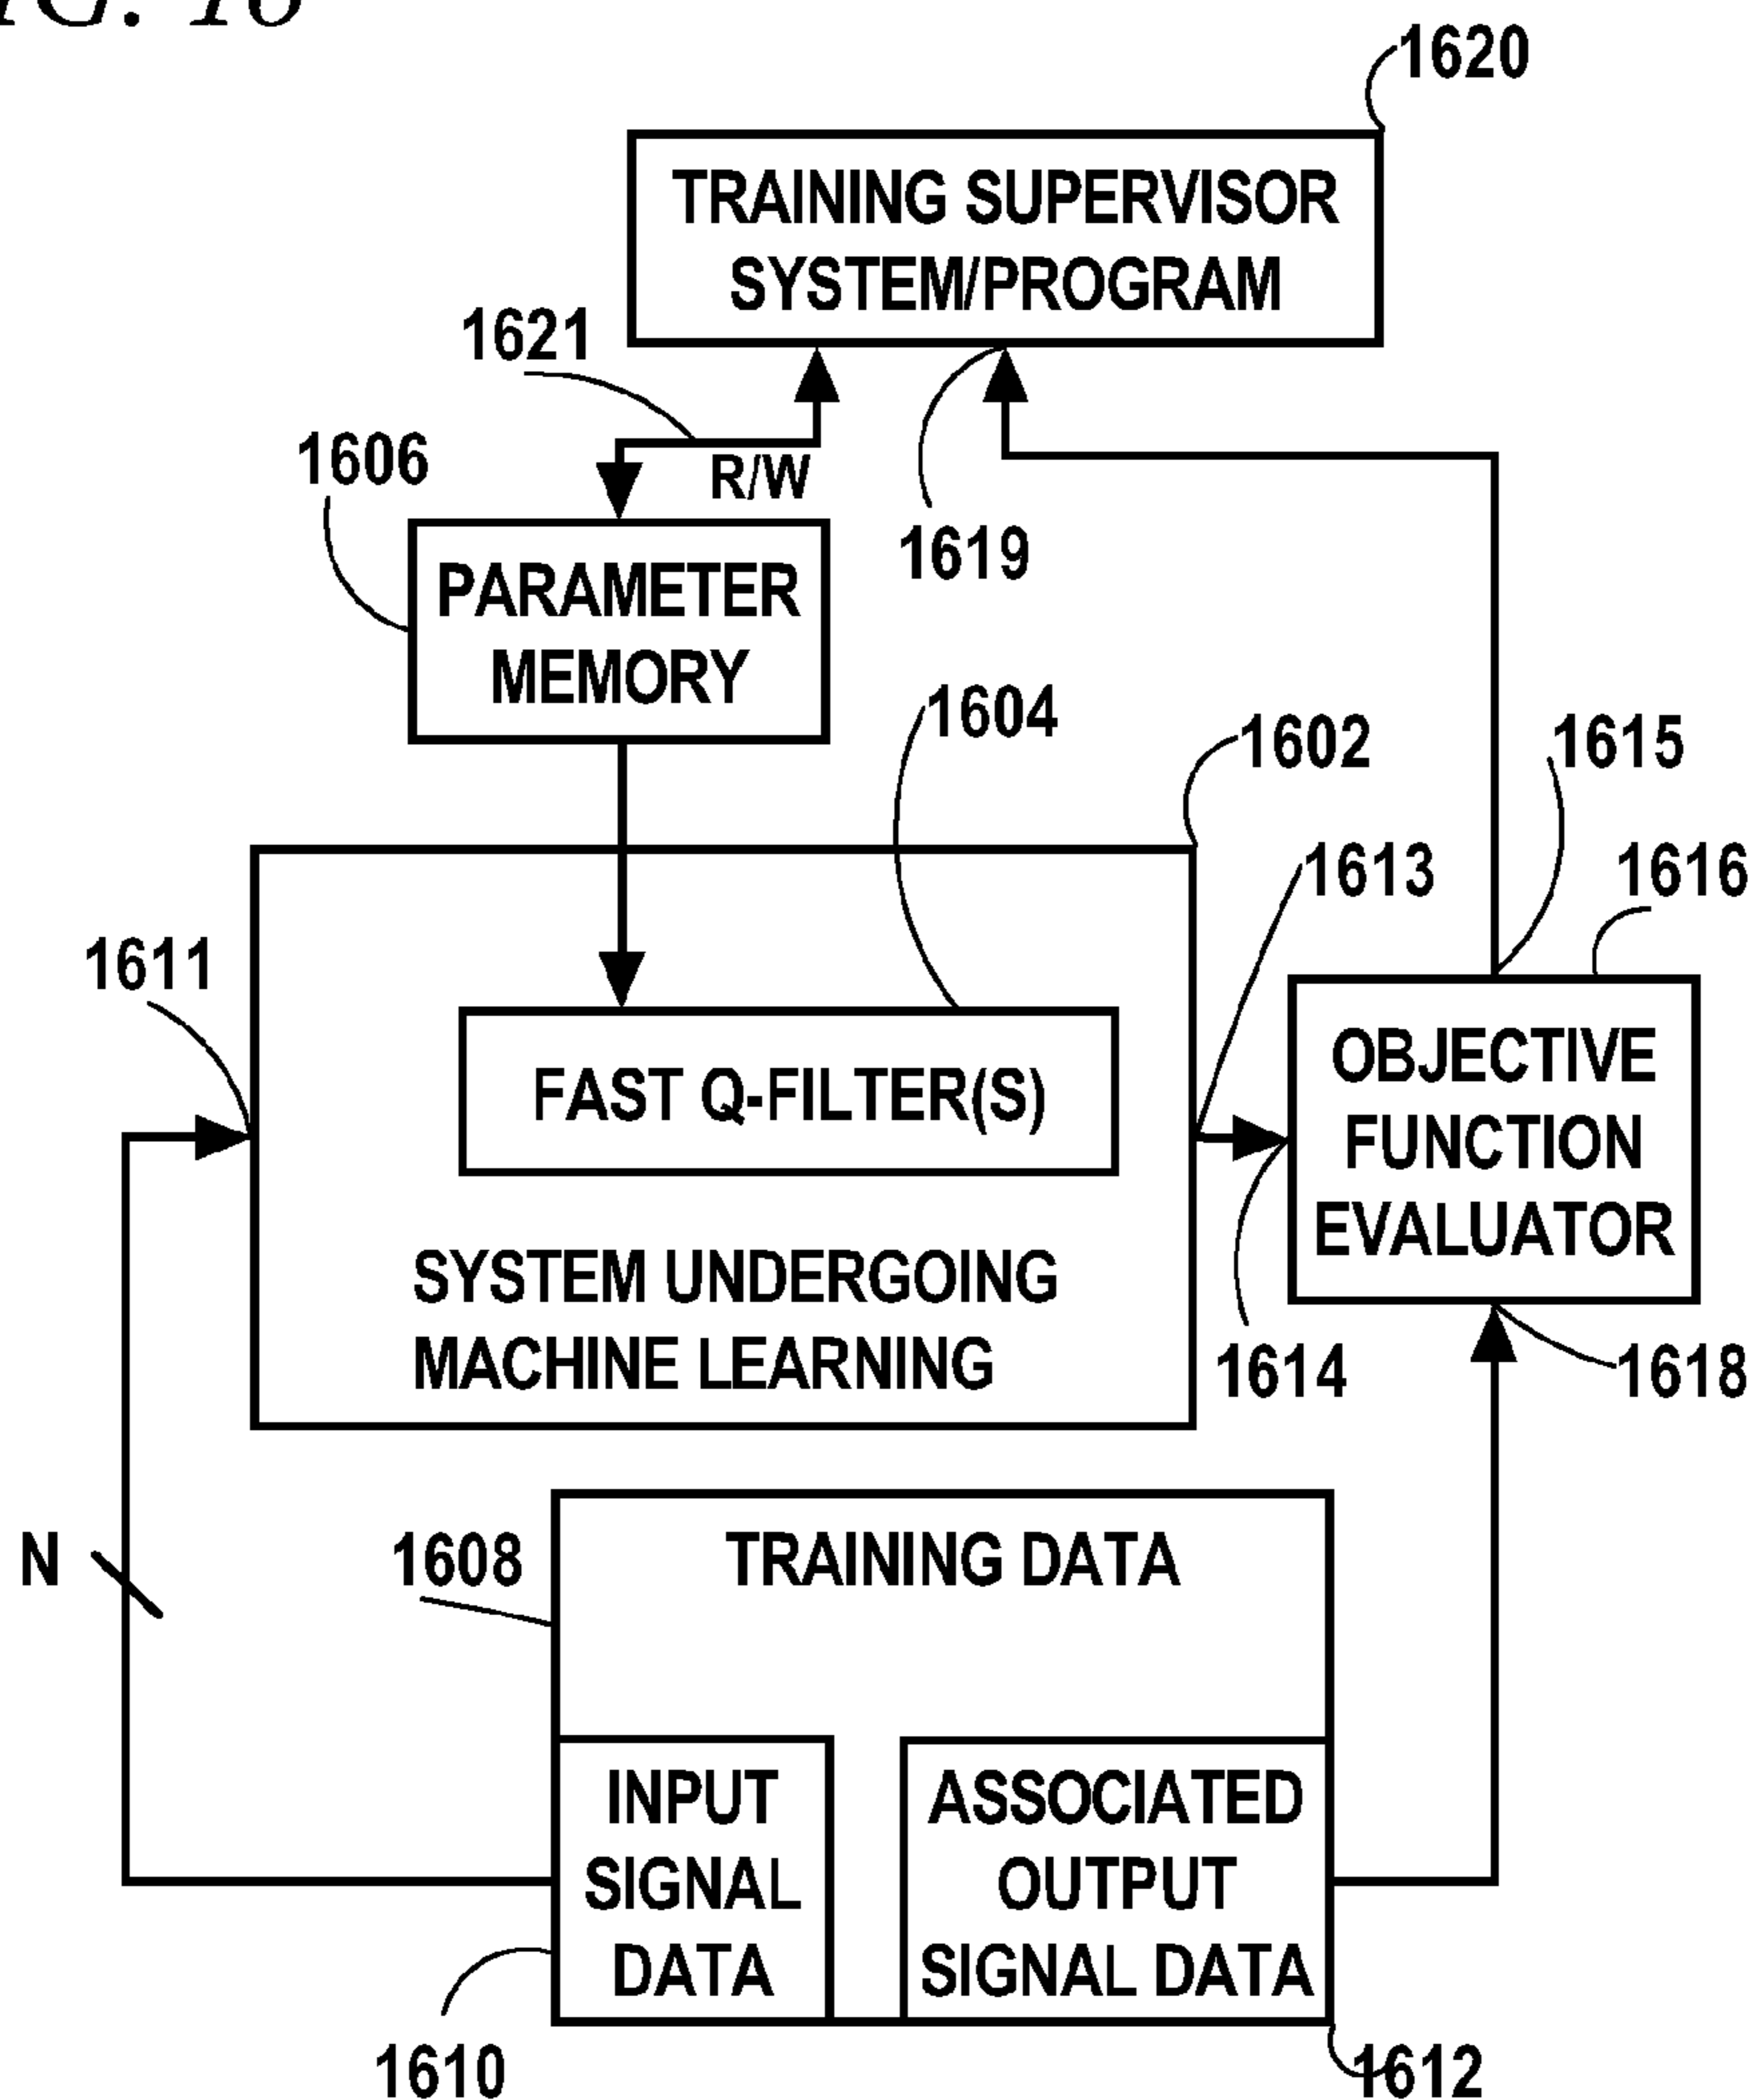 FIG. 16
1620
TRAINING SUPERVISOR
SYSTEM/PROGRAM
1621
R/W
1606
1619
PARAMETER
MEMORY
1604
1602
1615
1613
1616
1611
FAST Q-FILTER(S)
OBJECTIVE
FUNCTION
EVALUATOR
SYSTEM UNDERGOING
MACHINE LEARNING
1614
1618
N
1608
TRAINING DATA
INPUT
SIGNAL
DATA
ASSOCIATED
OUTPUT
SIGNAL DATA
1610
1612